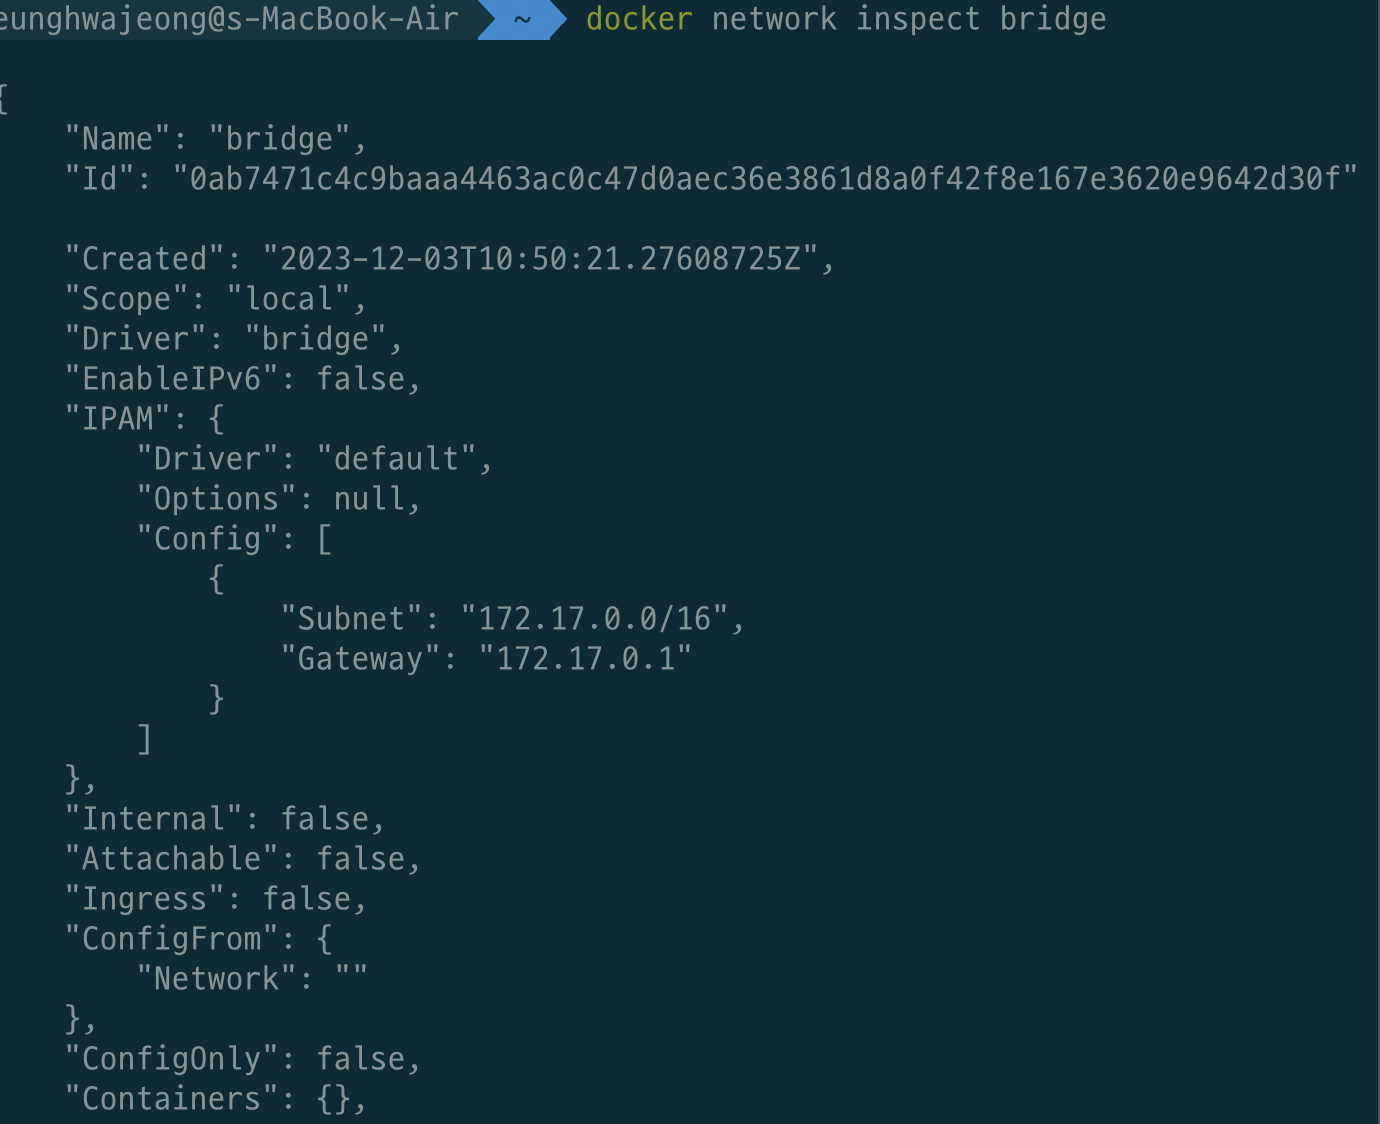 eunghwajeong@s-MacBook-Air ~ docker network inspect bridge
{
    "Name": "bridge",
    "Id": "0ab7471c4c9baaa4463ac0c47d0aec36e3861d8a0f42f8e167e3620e9642d30f"
    "Created": "2023-12-03T10:50:21.27608725Z",
    "Scope": "local",
    "Driver": "bridge",
    "EnableIPv6": false,
    "IPAM": {
        "Driver": "default",
        "Options": null,
        "Config": [
            {
                "Subnet": "172.17.0.0/16",
                "Gateway": "172.17.0.1"
            }
        ]
    },
    "Internal": false,
    "Attachable": false,
    "Ingress": false,
    "ConfigFrom": {
        "Network": ""
    },
    "ConfigOnly": false,
    "Containers": {},